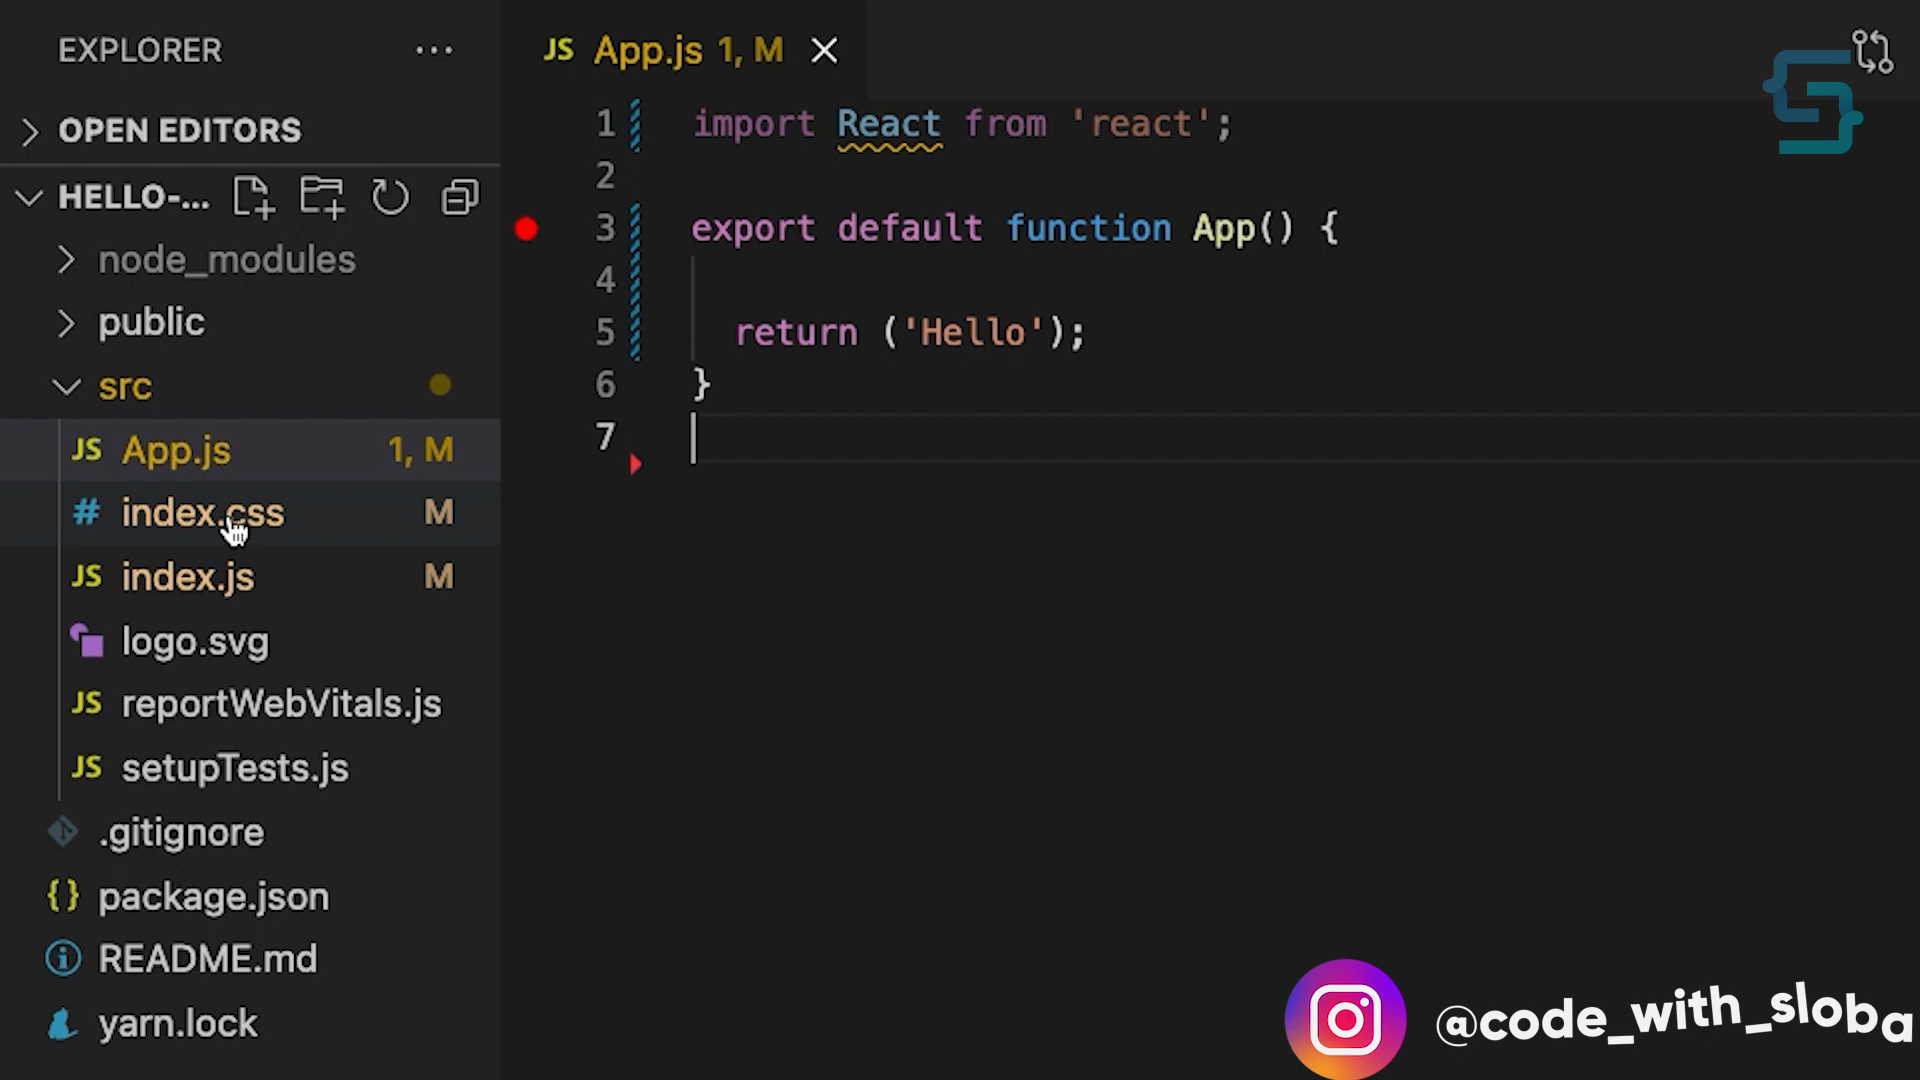 EXPLORER
OPEN EDITORS
HELLO-...
node_modules
public
src
JS App.js 1, M
# index.css M
JS index.js M
logo.svg
JS reportWebVitals.js
JS setupTests.js
.gitignore
{} package.json
README.md
yarn.lock
JS App.js 1, M
1 import React from 'react';
2
3 export default function App() {
4
5 return ('Hello');
6 }
7
@code_with_sloba